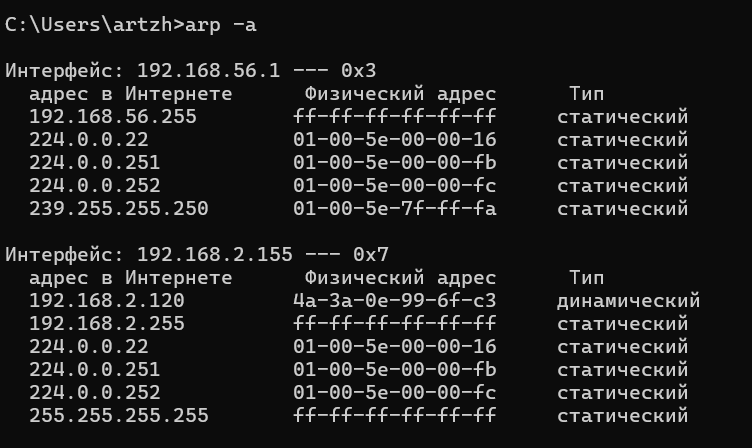 C:\Users\artzh>arp -a
Интерфейс: 192.168.56.1 --- 0x3
адрес в Интернете Физический адрес Тип
192.168.56.255 ff-ff-ff-ff-ff-ff статический
224.0.0.22 01-00-5e-00-00-16 статический
224.0.0.251 01-00-5e-00-00-fb статический
224.0.0.252 01-00-5e-00-00-fc статический
239.255.255.250 01-00-5e-7f-ff-fa статический
Интерфейс: 192.168.2.155 --- 0x7
адрес в Интернете Физический адрес Тип
192.168.2.120 4a-3a-0e-99-6f-c3 динамический
192.168.2.255 ff-ff-ff-ff-ff-ff статический
224.0.0.22 01-00-5e-00-00-16 статический
224.0.0.251 01-00-5e-00-00-fb статический
224.0.0.252 01-00-5e-00-00-fc статический
255.255.255.255 ff-ff-ff-ff-ff-ff статический